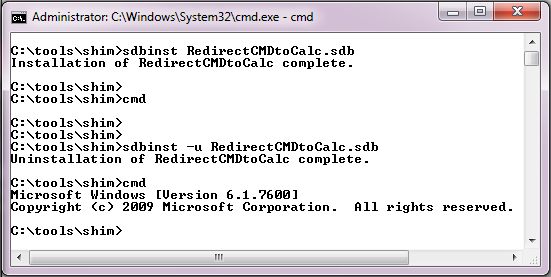 Administrator: C:\Windows\System32\cmd.exe - cmd
C:\tools\shim>sdbinst RedirectCMDtoCalc.sdb
Installation of RedirectCMDtoCalc complete.
C:\tools\shim>
C:\tools\shim>cmd
C:\tools\shim>
C:\tools\shim>
C:\tools\shim>sdbinst -u RedirectCMDtoCalc.sdb
Uninstallation of RedirectCMDtoCalc complete.
C:\tools\shim>cmd
Microsoft Windows [Version 6.1.7600]
Copyright (c) 2009 Microsoft Corporation.  All rights reserved.
C:\tools\shim>